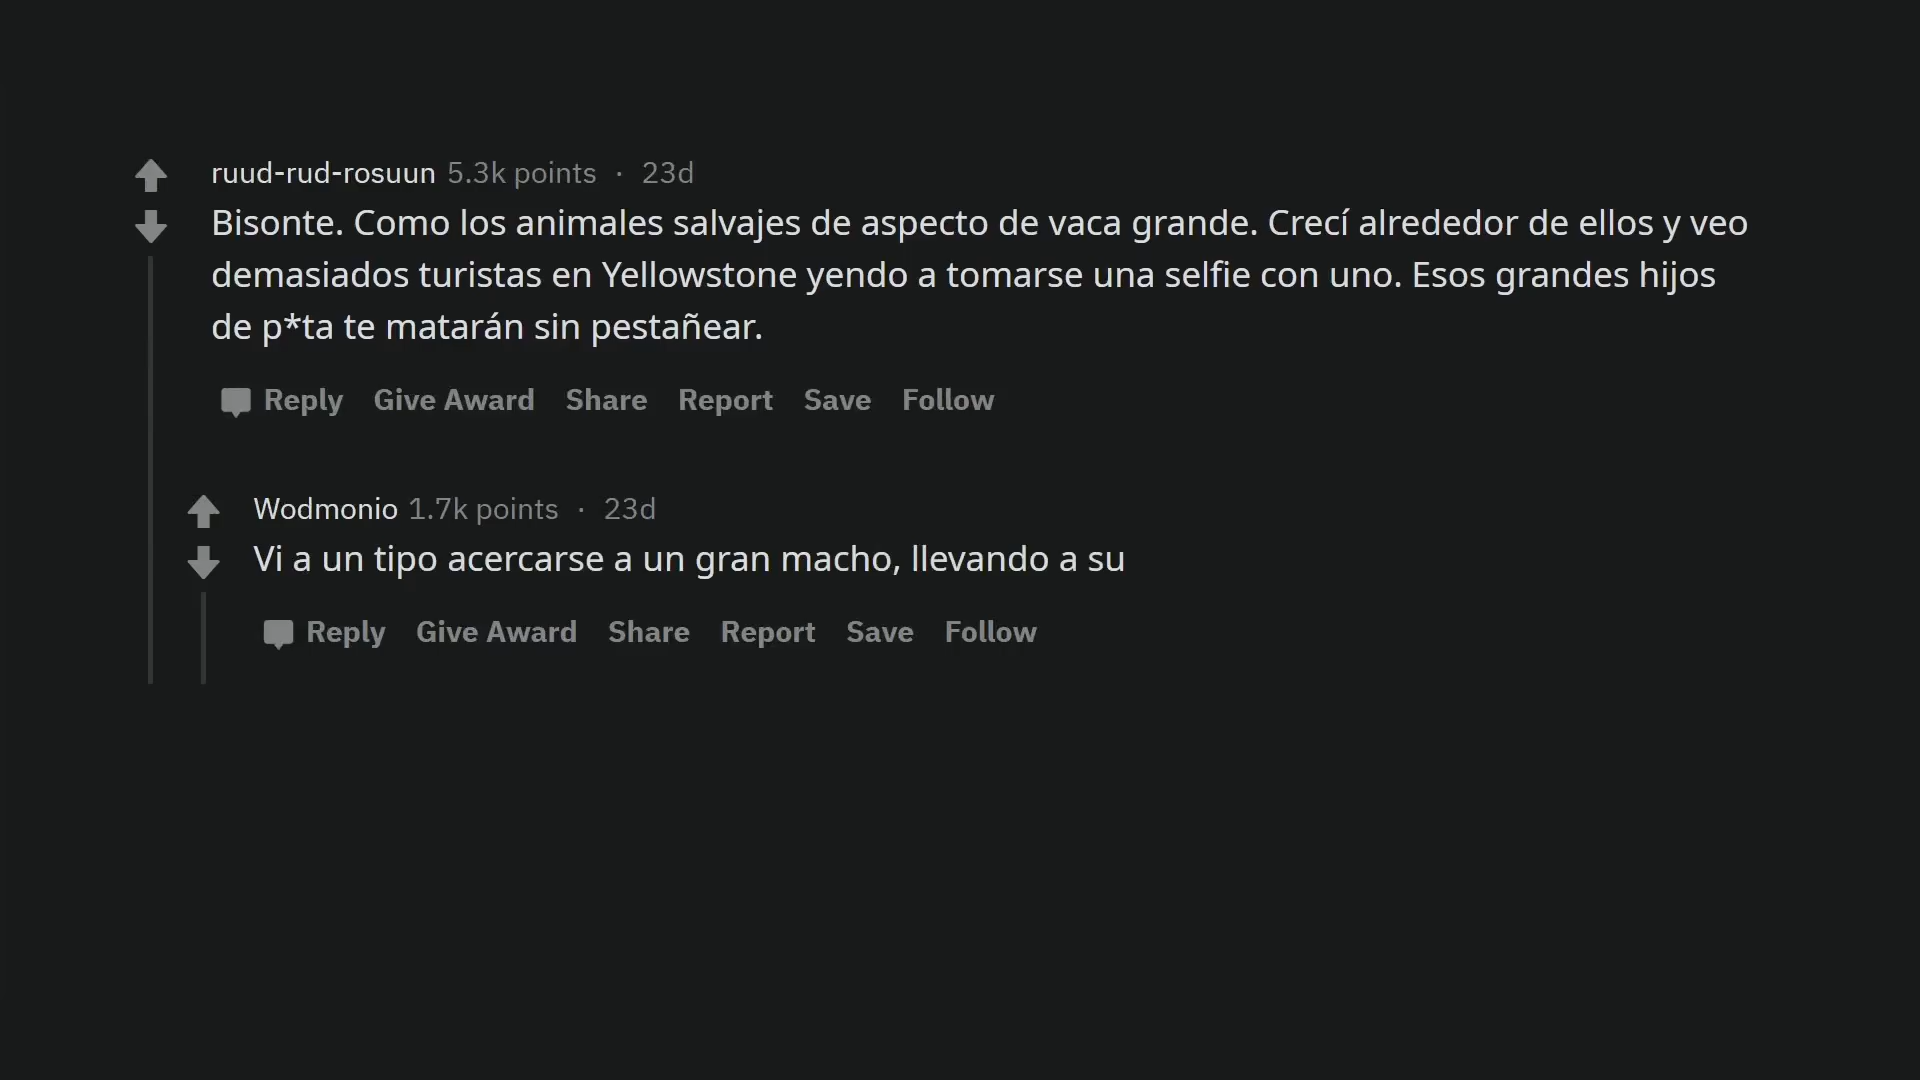 ruud-rud-rosuun 5.3k points · 23d
Bisonte. Como los animales salvajes de aspecto de vaca grande. Crecí alrededor de ellos y veo
demasiados turistas en Yellowstone yendo a tomarse una selfie con uno. Esos grandes hijos
de p*ta te matarán sin pestañear.
Reply Give Award Share Report Save Follow
Wodmonio 1.7k points · 23d
Vi a un tipo acercarse a un gran macho, llevando a su
Reply Give Award Share Report Save Follow